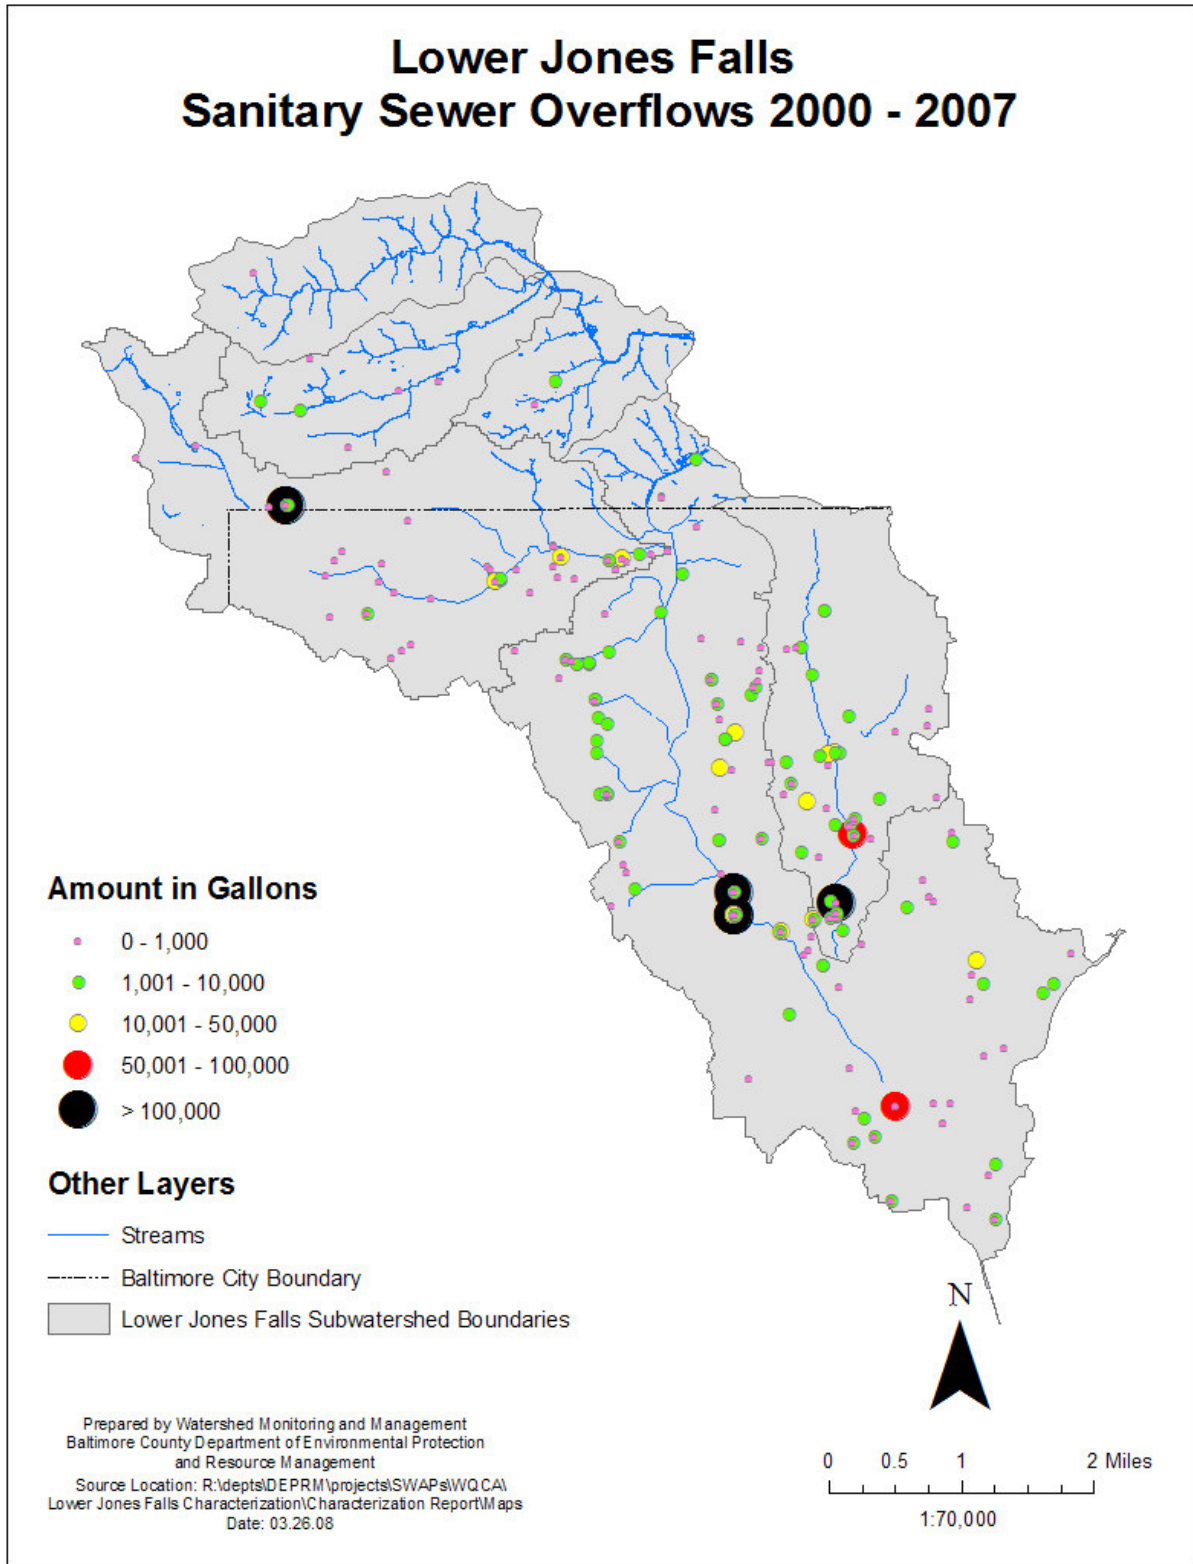 Lower Jones Falls
Sanitary Sewer Overflows 2000 - 2007
Amount in Gallons
0 - 1,000
1,001 - 10,000
10,001 - 50,000
50,001 - 100,000
> 100,000
Other Layers
Streams
Baltimore City Boundary
Lower Jones Falls Subwatershed Boundaries
N
Prepared by Watershed Monitoring and Management
Baltimore County Department of Environmental Protection
and Resource Management
Source Location: R:\depts\DEPRM\projects\SWAPs\WQCA\
Lower Jones Falls Characterization\Characterization Report\Maps
Date: 03.26.08
0 0.5 1 2 Miles
1:70,000